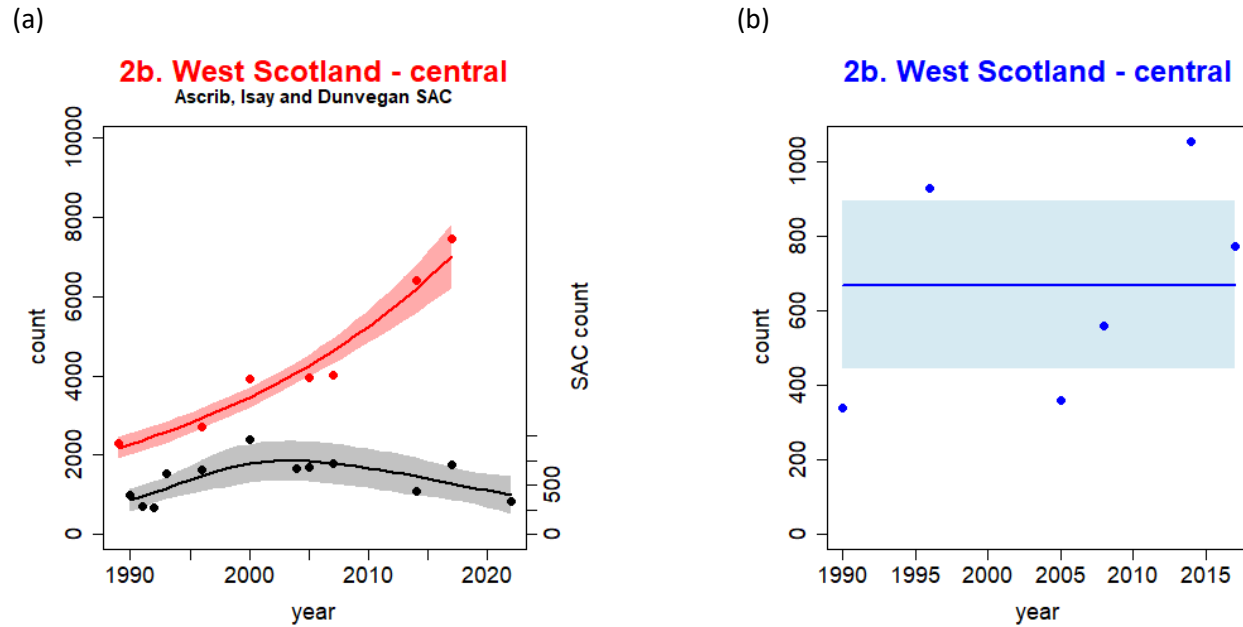 (a)
2b. West Scotland - central
Ascrib, Isay and Dunvegan SAC
count
10000
8000
6000
4000
2000
0
SAC count
500
0
1990
2000
2010
2020
year
(b)
2b. West Scotland - central
count
1000
800
600
400
200
0
1990
1995
2000
2005
2010
2015
year